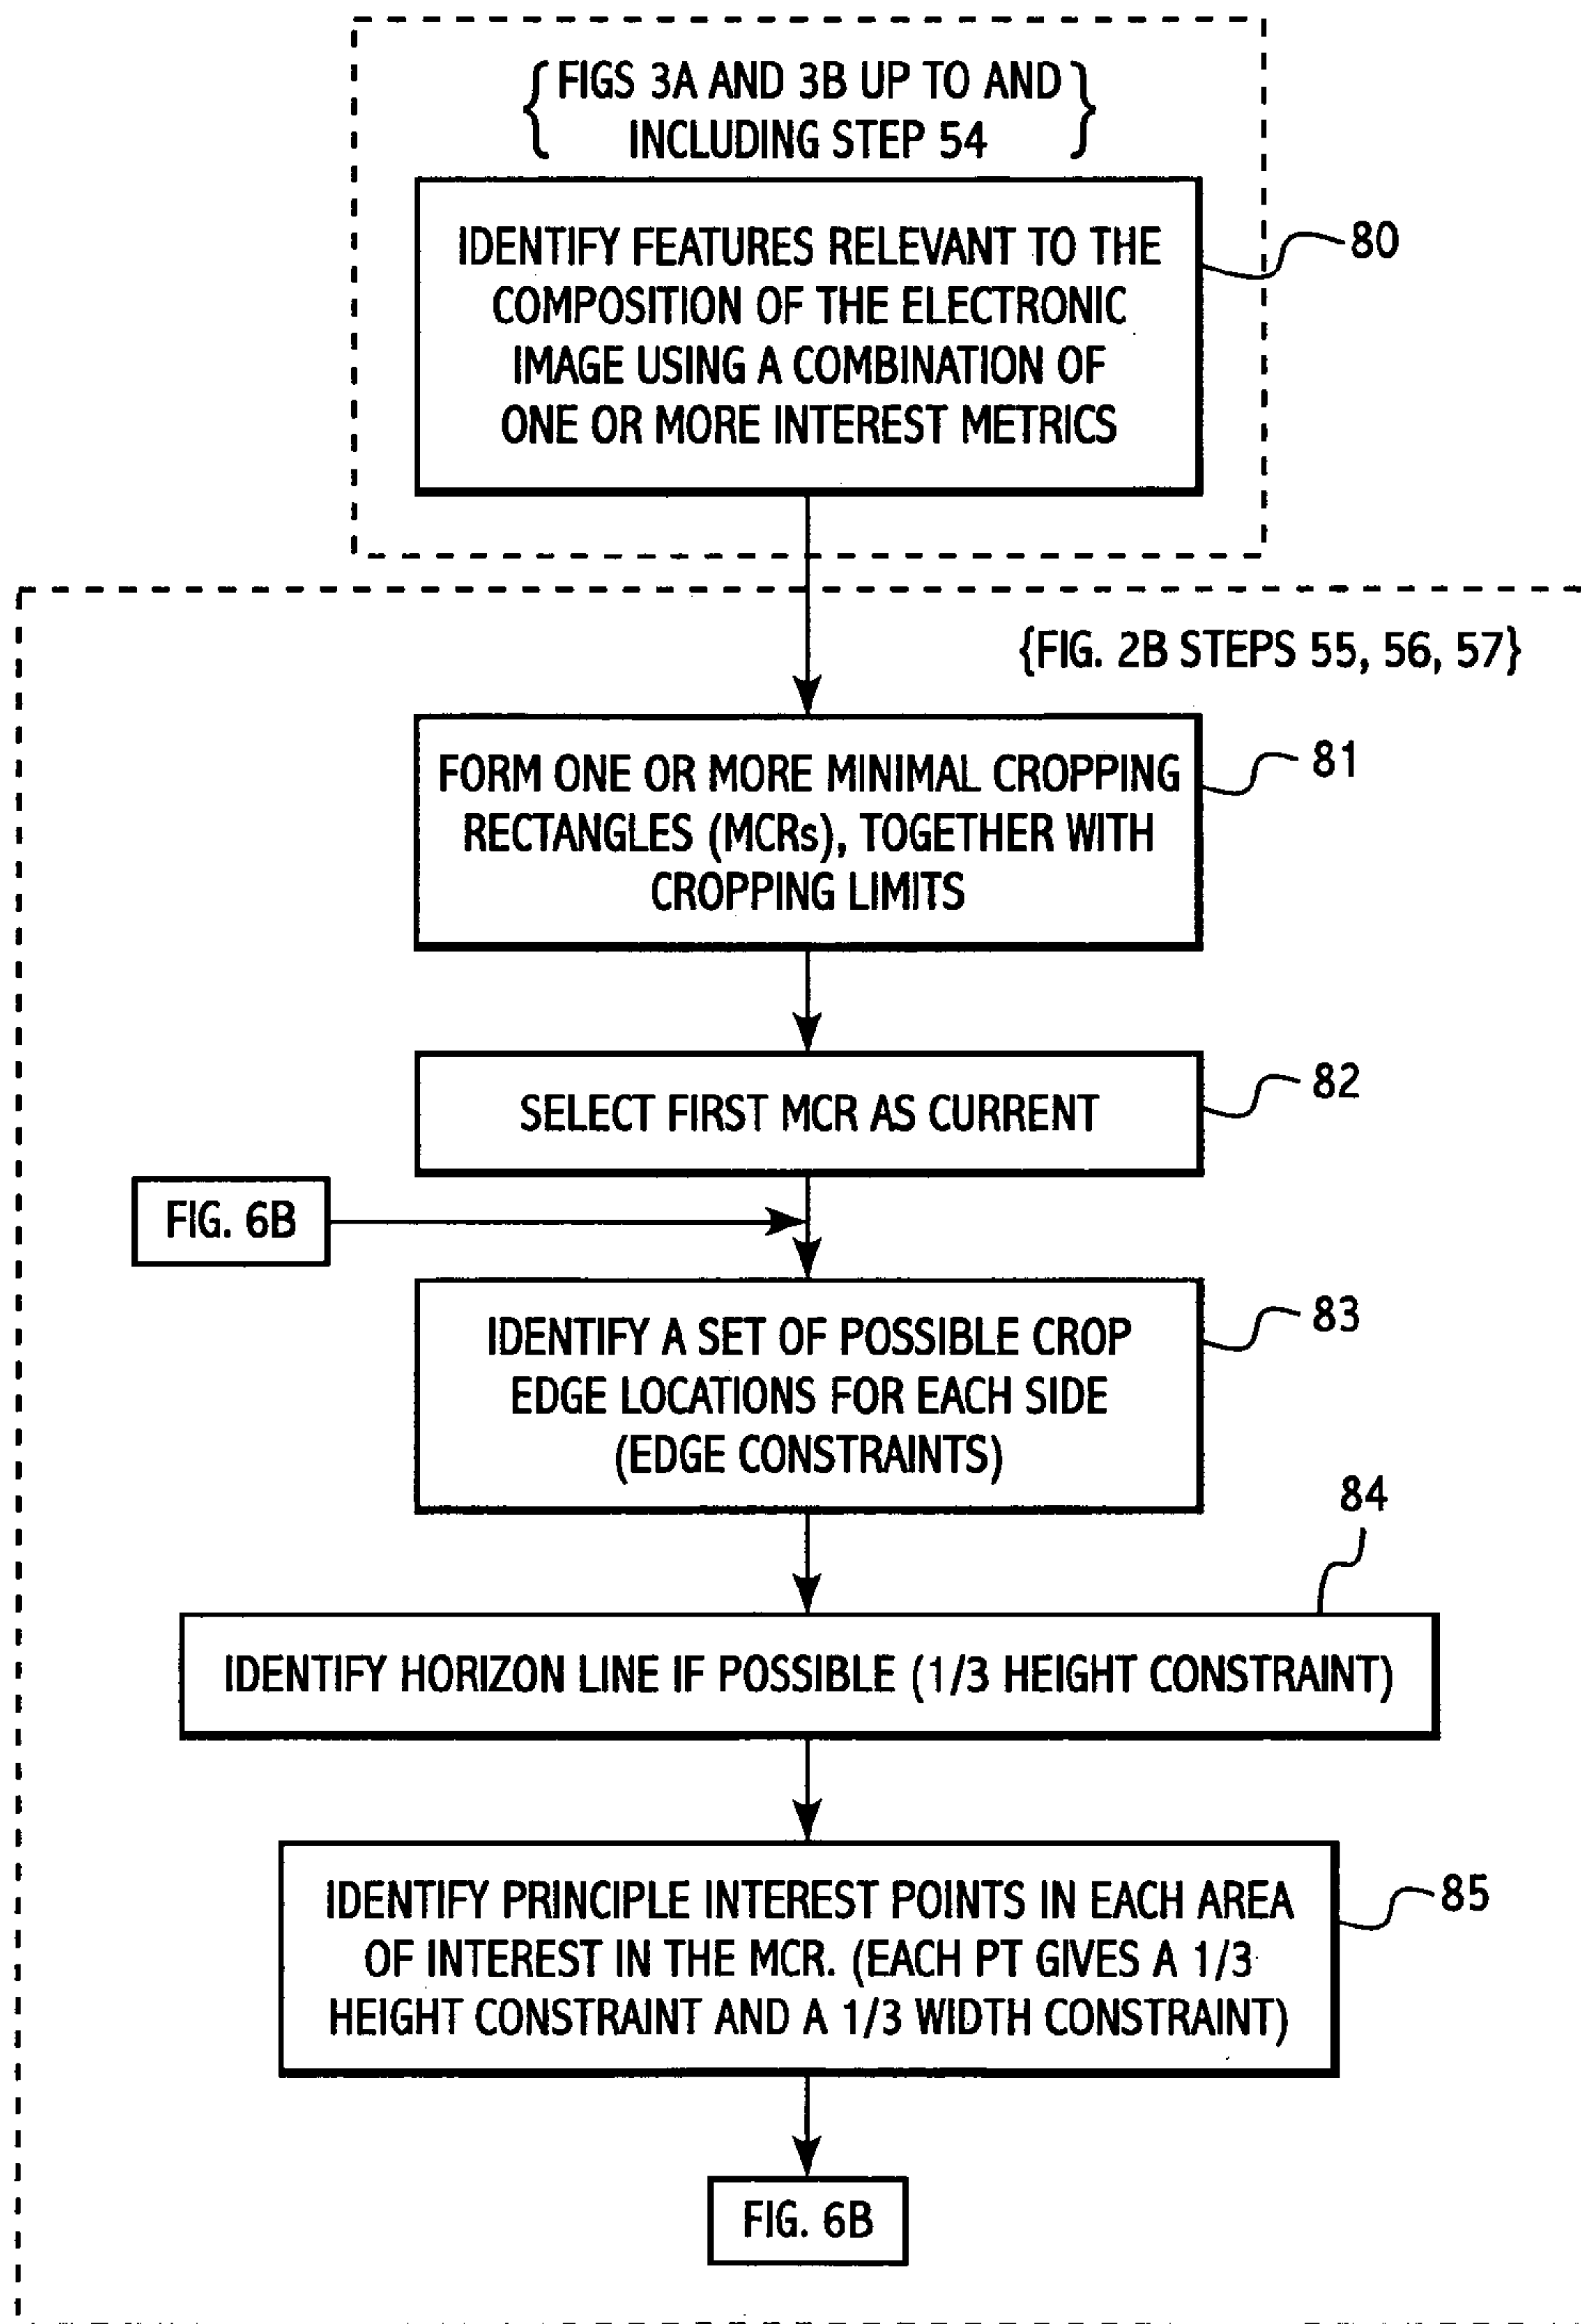 {FIGS 3A AND 3B UP TO AND
INCLUDING STEP 54}
IDENTIFY FEATURES RELEVANT TO THE
COMPOSITION OF THE ELECTRONIC
IMAGE USING A COMBINATION OF
ONE OR MORE INTEREST METRICS
80
{FIG. 2B STEPS 55, 56, 57}
FORM ONE OR MORE MINIMAL CROPPING
RECTANGLES (MCRs), TOGETHER WITH
CROPPING LIMITS
81
SELECT FIRST MCR AS CURRENT
82
FIG. 6B
IDENTIFY A SET OF POSSIBLE CROP
EDGE LOCATIONS FOR EACH SIDE
(EDGE CONSTRAINTS)
83
84
IDENTIFY HORIZON LINE IF POSSIBLE (1/3 HEIGHT CONSTRAINT)
IDENTIFY PRINCIPLE INTEREST POINTS IN EACH AREA
OF INTEREST IN THE MCR. (EACH PT GIVES A 1/3
HEIGHT CONSTRAINT AND A 1/3 WIDTH CONSTRAINT)
85
FIG. 6B